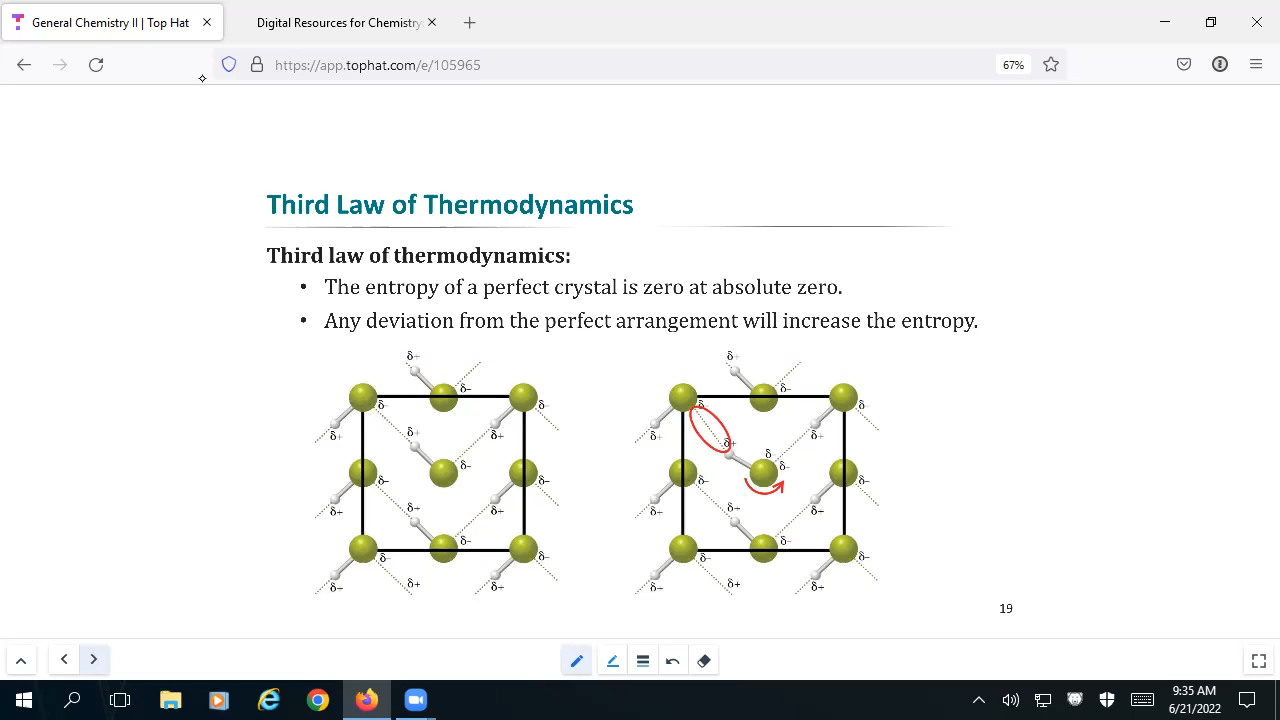 General Chemistry II | Top Hat
Digital Resources for Chemistry
https://app.tophat.com/e/105965
67%
Third Law of Thermodynamics
Third law of thermodynamics:
• The entropy of a perfect crystal is zero at absolute zero.
• Any deviation from the perfect arrangement will increase the entropy.
δ+ δ+
δ− δ−
δ− δ− δ− δ−
δ+ δ+ δ+ δ+ δ+ δ+
δ− δ δ−
δ− δ− δ− δ−
δ+ δ+ δ+ δ+ δ+ δ+
δ− δ−
δ− δ− δ− δ−
δ+ δ+ δ+ δ+ δ+ δ+
19
9:35 AM
6/21/2022